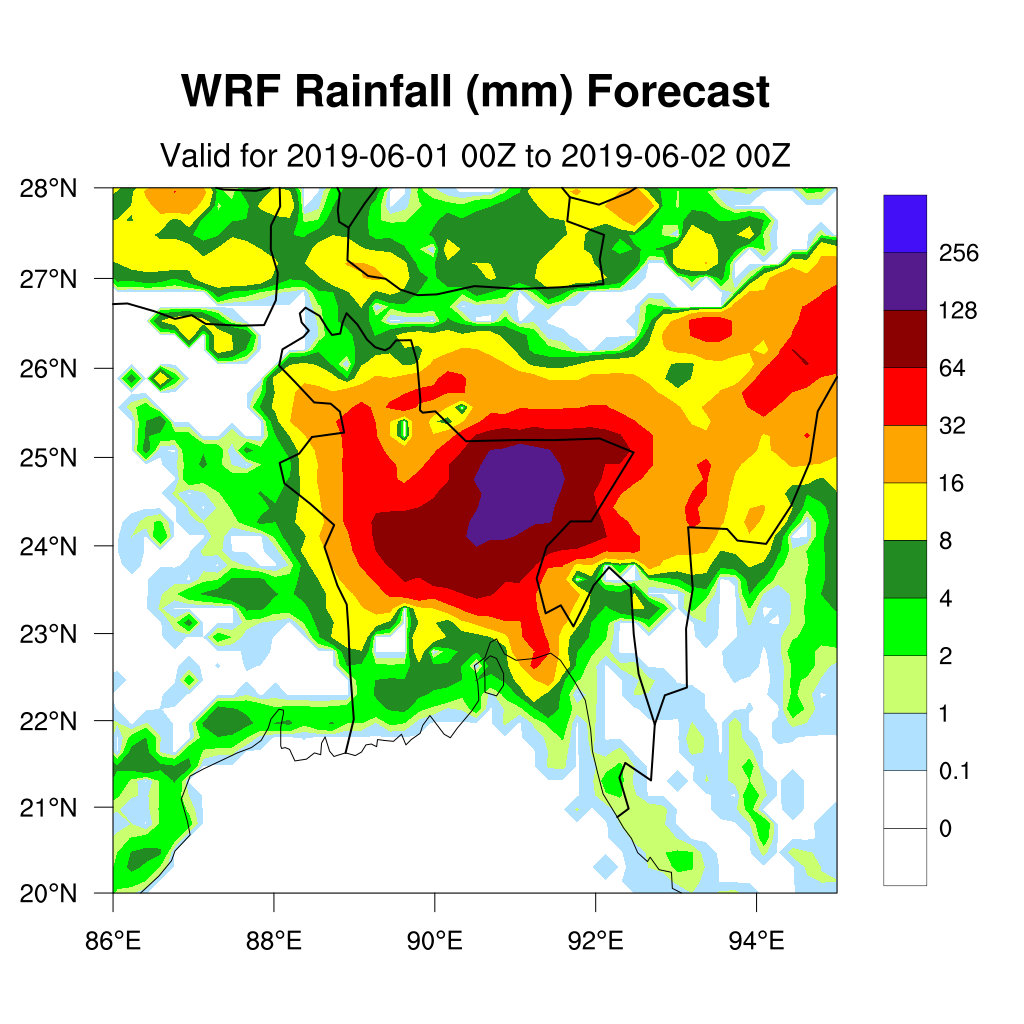 WRF Rainfall (mm) Forecast
Valid for 2019-06-01 00Z to 2019-06-02 00Z
28°N
27°N
26°N
25°N
24°N
23°N
22°N
21°N
20°N
86°E 88°E 90°E 92°E 94°E
256
128
64
32
16
8
4
2
1
0.1
0